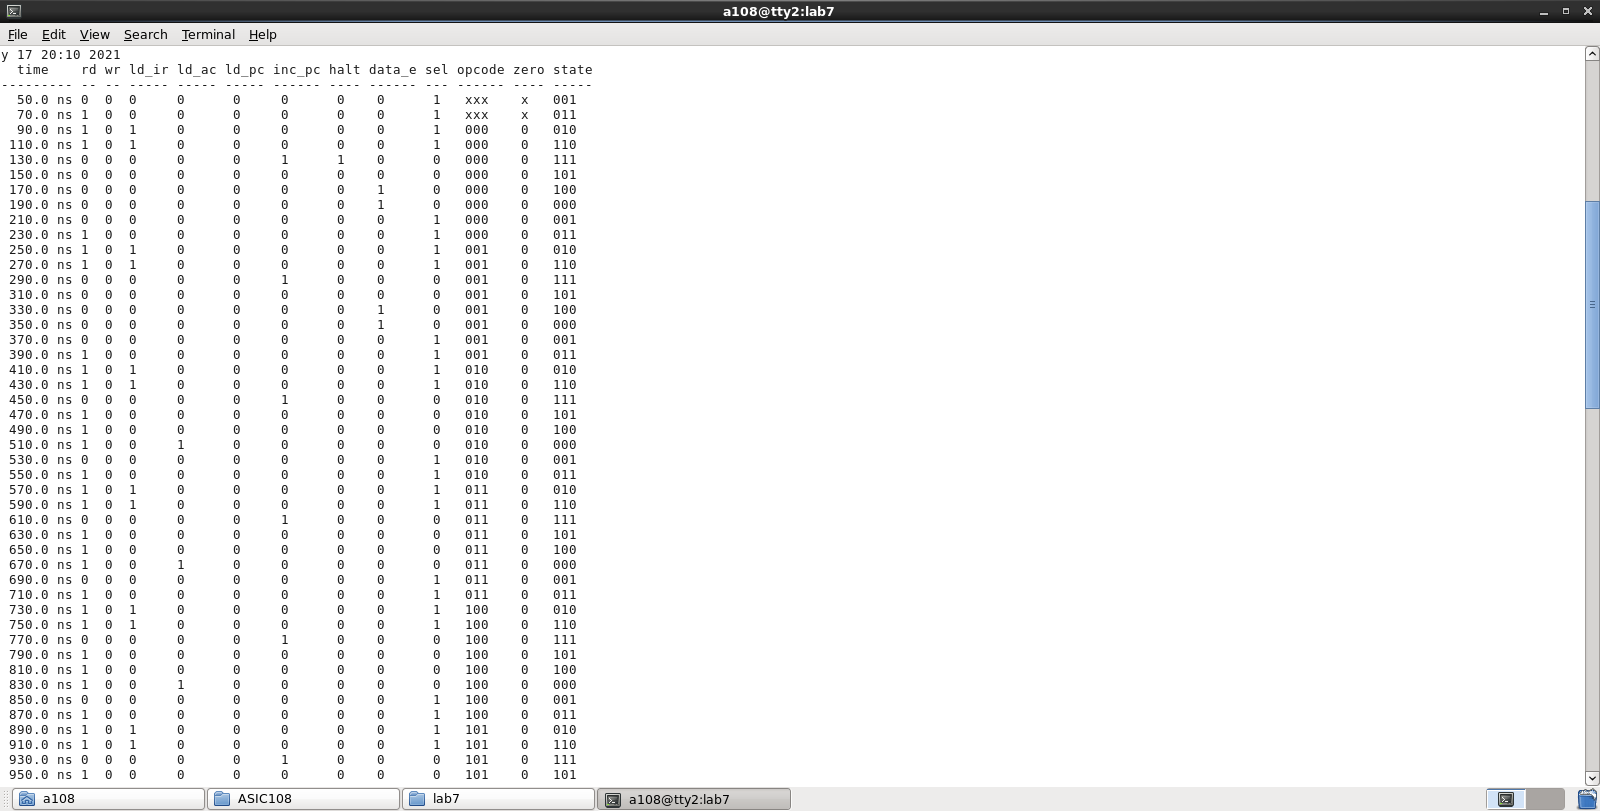 a108@tty2:lab7
File Edit View Search Terminal Help
y 17 20:10 2021
  time    rd wr ld_ir ld_ac ld_pc inc_pc halt data_e sel opcode zero state
--------- -- -- ----- ----- ----- ------ ---- ------ --- ------ ---- -----
  50.0 ns 0  0  0     0      0     0      0    0      1   xxx    x   001
  70.0 ns 1  0  0     0      0     0      0    0      1   xxx    x   011
  90.0 ns 1  0  1     0      0     0      0    0      1   000    0   010
 110.0 ns 1  0  1     0      0     0      0    0      1   000    0   110
 130.0 ns 0  0  0     0      0     1      1    0      0   000    0   111
 150.0 ns 0  0  0     0      0     0      0    0      0   000    0   101
 170.0 ns 0  0  0     0      0     0      0    1      0   000    0   100
 190.0 ns 0  0  0     0      0     0      0    1      0   000    0   000
 210.0 ns 0  0  0     0      0     0      0    0      1   000    0   001
 230.0 ns 1  0  0     0      0     0      0    0      1   000    0   011
 250.0 ns 1  0  1     0      0     0      0    0      1   001    0   010
 270.0 ns 1  0  1     0      0     0      0    0      1   001    0   110
 290.0 ns 0  0  0     0      0     1      0    0      0   001    0   111
 310.0 ns 0  0  0     0      0     0      0    0      0   001    0   101
 330.0 ns 0  0  0     0      0     0      0    1      0   001    0   100
 350.0 ns 0  0  0     0      0     0      0    1      0   001    0   000
 370.0 ns 0  0  0     0      0     0      0    0      1   001    0   001
 390.0 ns 1  0  0     0      0     0      0    0      1   001    0   011
 410.0 ns 1  0  1     0      0     0      0    0      1   010    0   010
 430.0 ns 1  0  1     0      0     0      0    0      1   010    0   110
 450.0 ns 0  0  0     0      0     1      0    0      0   010    0   111
 470.0 ns 1  0  0     0      0     0      0    0      0   010    0   101
 490.0 ns 1  0  0     0      0     0      0    0      0   010    0   100
 510.0 ns 1  0  0     1      0     0      0    0      0   010    0   000
 530.0 ns 0  0  0     0      0     0      0    0      1   010    0   001
 550.0 ns 1  0  0     0      0     0      0    0      1   010    0   011
 570.0 ns 1  0  1     0      0     0      0    0      1   011    0   010
 590.0 ns 1  0  1     0      0     0      0    0      1   011    0   110
 610.0 ns 0  0  0     0      0     1      0    0      0   011    0   111
 630.0 ns 1  0  0     0      0     0      0    0      0   011    0   101
 650.0 ns 1  0  0     0      0     0      0    0      0   011    0   100
 670.0 ns 1  0  0     1      0     0      0    0      0   011    0   000
 690.0 ns 0  0  0     0      0     0      0    0      1   011    0   001
 710.0 ns 1  0  0     0      0     0      0    0      1   011    0   011
 730.0 ns 1  0  1     0      0     0      0    0      1   100    0   010
 750.0 ns 1  0  1     0      0     0      0    0      1   100    0   110
 770.0 ns 0  0  0     0      0     1      0    0      0   100    0   111
 790.0 ns 1  0  0     0      0     0      0    0      0   100    0   101
 810.0 ns 1  0  0     0      0     0      0    0      0   100    0   100
 830.0 ns 1  0  0     1      0     0      0    0      0   100    0   000
 850.0 ns 0  0  0     0      0     0      0    0      1   100    0   001
 870.0 ns 1  0  0     0      0     0      0    0      1   100    0   011
 890.0 ns 1  0  1     0      0     0      0    0      1   101    0   010
 910.0 ns 1  0  1     0      0     0      0    0      1   101    0   110
 930.0 ns 0  0  0     0      0     1      0    0      0   101    0   111
 950.0 ns 1  0  0     0      0     0      0    0      0   101    0   101
a108 ASIC108 lab7 a108@tty2:lab7